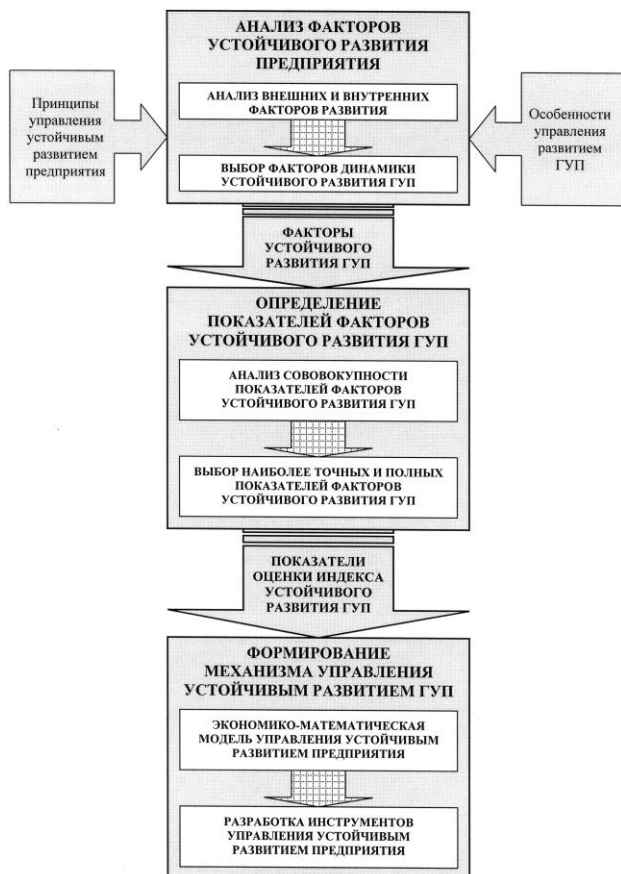 АНАЛИЗ ФАКТОРОВ
УСТОЙЧИВОГО РАЗВИТИЯ
ПРЕДПРИЯТИЯ
АНАЛИЗ ВНЕШНИХ И ВНУТРЕННИХ
ФАКТОРОВ РАЗВИТИЯ
ВЫБОР ФАКТОРОВ ДИНАМИКИ
УСТОЙЧИВОГО РАЗВИТИЯ ГУП
Принципы
управления
устойчивым
развитием
предприятия
Особенности
управления
развитием
ГУП
ФАКТОРЫ
УСТОЙЧИВОГО
РАЗВИТИЯ ГУП
ОПРЕДЕЛЕНИЕ
ПОКАЗАТЕЛЕЙ ФАКТОРОВ
УСТОЙЧИВОГО РАЗВИТИЯ ГУП
АНАЛИЗ СОВОВОКУПНОСТИ
ПОКАЗАТЕЛЕЙ ФАКТОРОВ
УСТОЙЧИВОГО РАЗВИТИЯ ГУП
ВЫБОР НАИБОЛЕЕ ТОЧНЫХ И ПОЛНЫХ
ПОКАЗАТЕЛЕЙ ФАКТОРОВ
УСТОЙЧИВОГО РАЗВИТИЯ ГУП
ПОКАЗАТЕЛИ
ОЦЕНКИ ИНДЕКСА
УСТОЙЧИВОГО
РАЗВИТИЯ ГУП
ФОРМИРОВАНИЕ
МЕХАНИЗМА УПРАВЛЕНИЯ
УСТОЙЧИВЫМ РАЗВИТИЕМ ГУП
ЭКОНОМИКО-МАТЕМАТИЧЕСКАЯ
МОДЕЛЬ УПРАВЛЕНИЯ УСТОЙЧИВЫМ
РАЗВИТИЕМ ПРЕДПРИЯТИЯ
РАЗРАБОТКА ИНСТРУМЕНТОВ
УПРАВЛЕНИЯ УСТОЙЧИВЫМ
РАЗВИТИЕМ ПРЕДПРИЯТИЯ